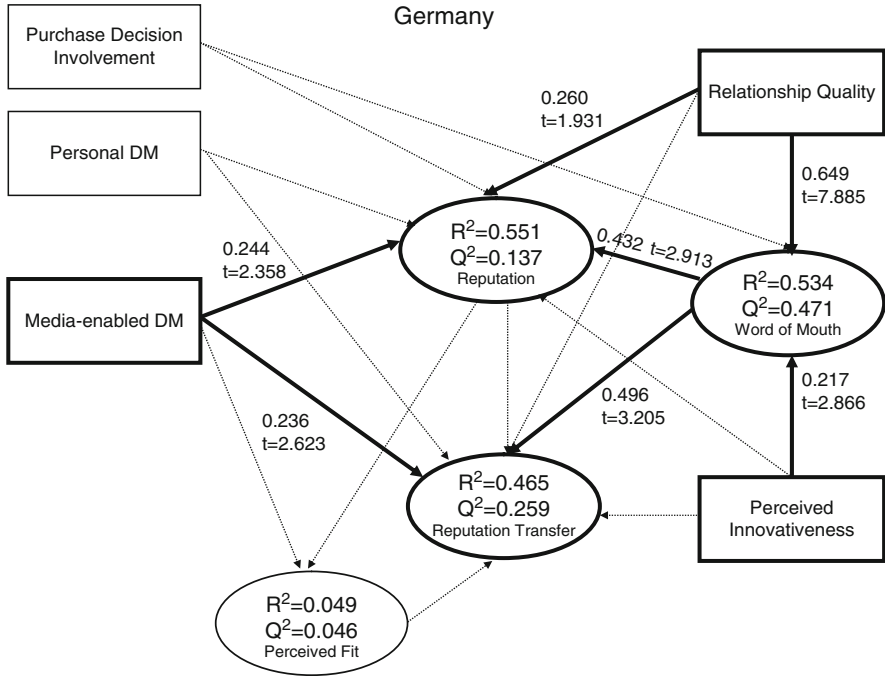 Germany
Purchase Decision
Involvement
Personal DM
Media-enabled DM
Relationship Quality
0.260
t=1.931
0.649
t=7.885
0.244
t=2.358
R²=0.551
Q²=0.137
Reputation
0.432 t=2.913
R²=0.534
Q²=0.471
Word of Mouth
0.236
t=2.623
0.496
t=3.205
0.217
t=2.866
R²=0.465
Q²=0.259
Reputation Transfer
Perceived
Innovativeness
R²=0.049
Q²=0.046
Perceived Fit